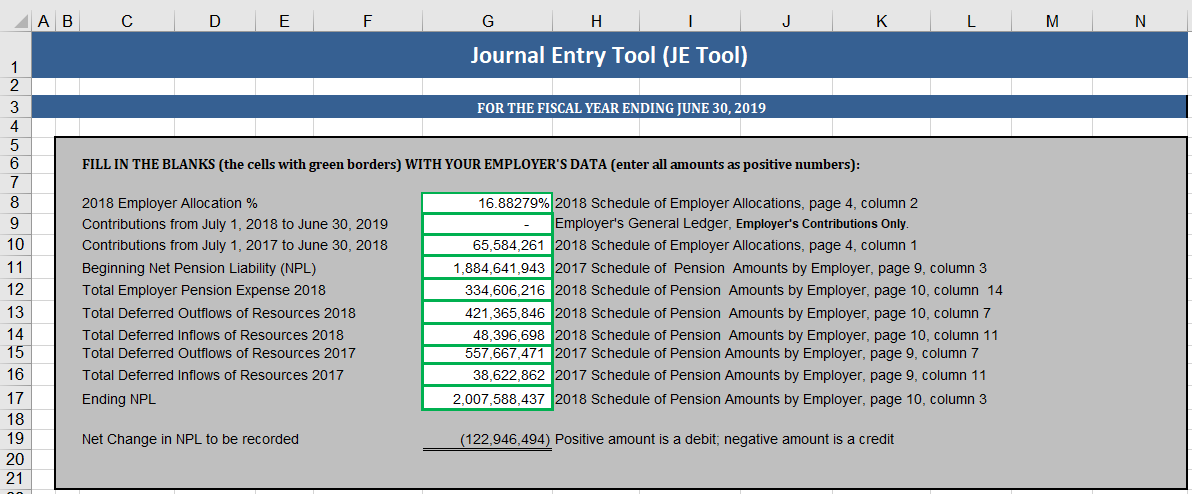 A B C D E F G H I J K L M N
1 Journal Entry Tool (JE Tool)
2
3 FOR THE FISCAL YEAR ENDING JUNE 30, 2019
4
5
6 FILL IN THE BLANKS (the cells with green borders) WITH YOUR EMPLOYER'S DATA (enter all amounts as positive numbers):
7
8 2018 Employer Allocation % 16.88279% 2018 Schedule of Employer Allocations, page 4, column 2
9 Contributions from July 1, 2018 to June 30, 2019 - Employer's General Ledger, Employer's Contributions Only.
10 Contributions from July 1, 2017 to June 30, 2018 65,584,261 2018 Schedule of Employer Allocations, page 4, column 1
11 Beginning Net Pension Liability (NPL) 1,884,641,943 2017 Schedule of Pension Amounts by Employer, page 9, column 3
12 Total Employer Pension Expense 2018 334,606,216 2018 Schedule of Pension Amounts by Employer, page 10, column 14
13 Total Deferred Outflows of Resources 2018 421,365,846 2018 Schedule of Pension Amounts by Employer, page 10, column 7
14 Total Deferred Inflows of Resources 2018 48,396,698 2018 Schedule of Pension Amounts by Employer, page 10, column 11
15 Total Deferred Outflows of Resources 2017 557,667,471 2017 Schedule of Pension Amounts by Employer, page 9, column 7
16 Total Deferred Inflows of Resources 2017 38,622,862 2017 Schedule of Pension Amounts by Employer, page 9, column 11
17 Ending NPL 2,007,588,437 2018 Schedule of Pension Amounts by Employer, page 10, column 3
18
19 Net Change in NPL to be recorded (122,946,494) Positive amount is a debit; negative amount is a credit
20
21